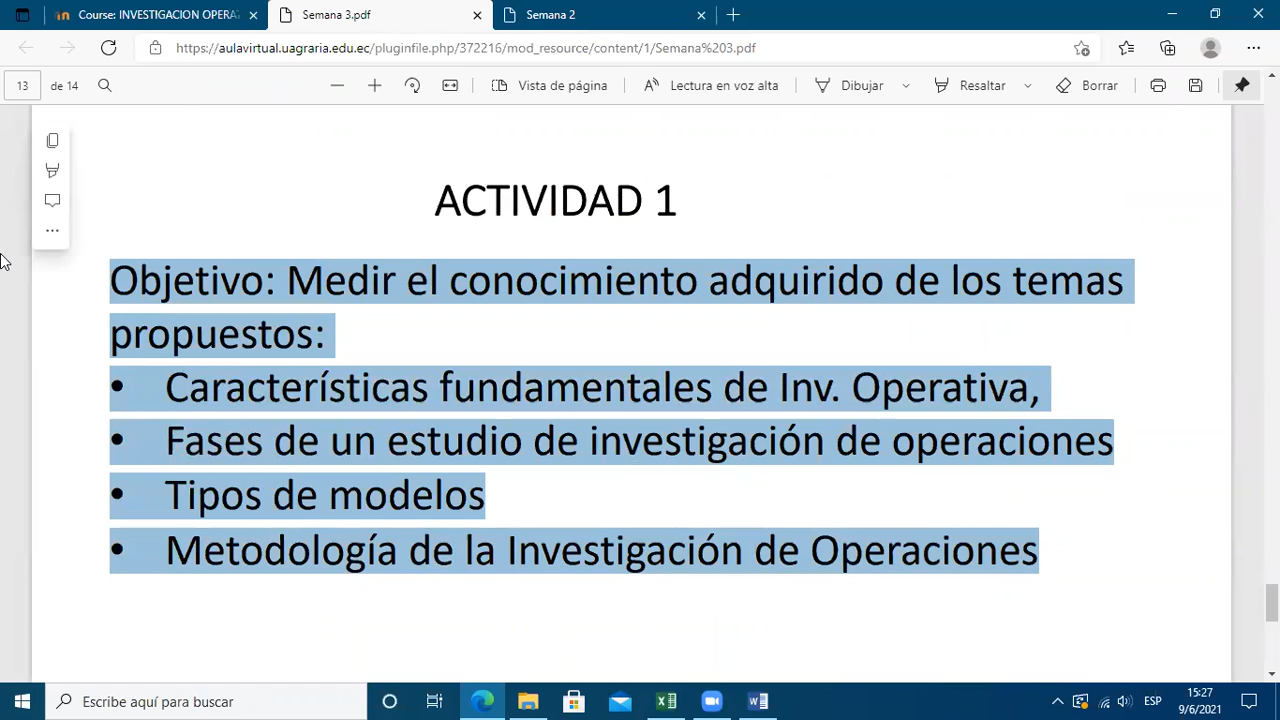 Course: INVESTIGACION OPERA
Semana 3.pdf
Semana 2
https://aulavirtual.uagraria.edu.ec/pluginfile.php/372216/mod_resource/content/1/Semana%203.pdf
13 de 14
Vista de página
Lectura en voz alta
Dibujar
Resaltar
Borrar
ACTIVIDAD 1
Objetivo: Medir el conocimiento adquirido de los temas
propuestos:
• Características fundamentales de Inv. Operativa,
• Fases de un estudio de investigación de operaciones
• Tipos de modelos
• Metodología de la Investigación de Operaciones
Escribe aquí para buscar
ESP
15:27
9/6/2021